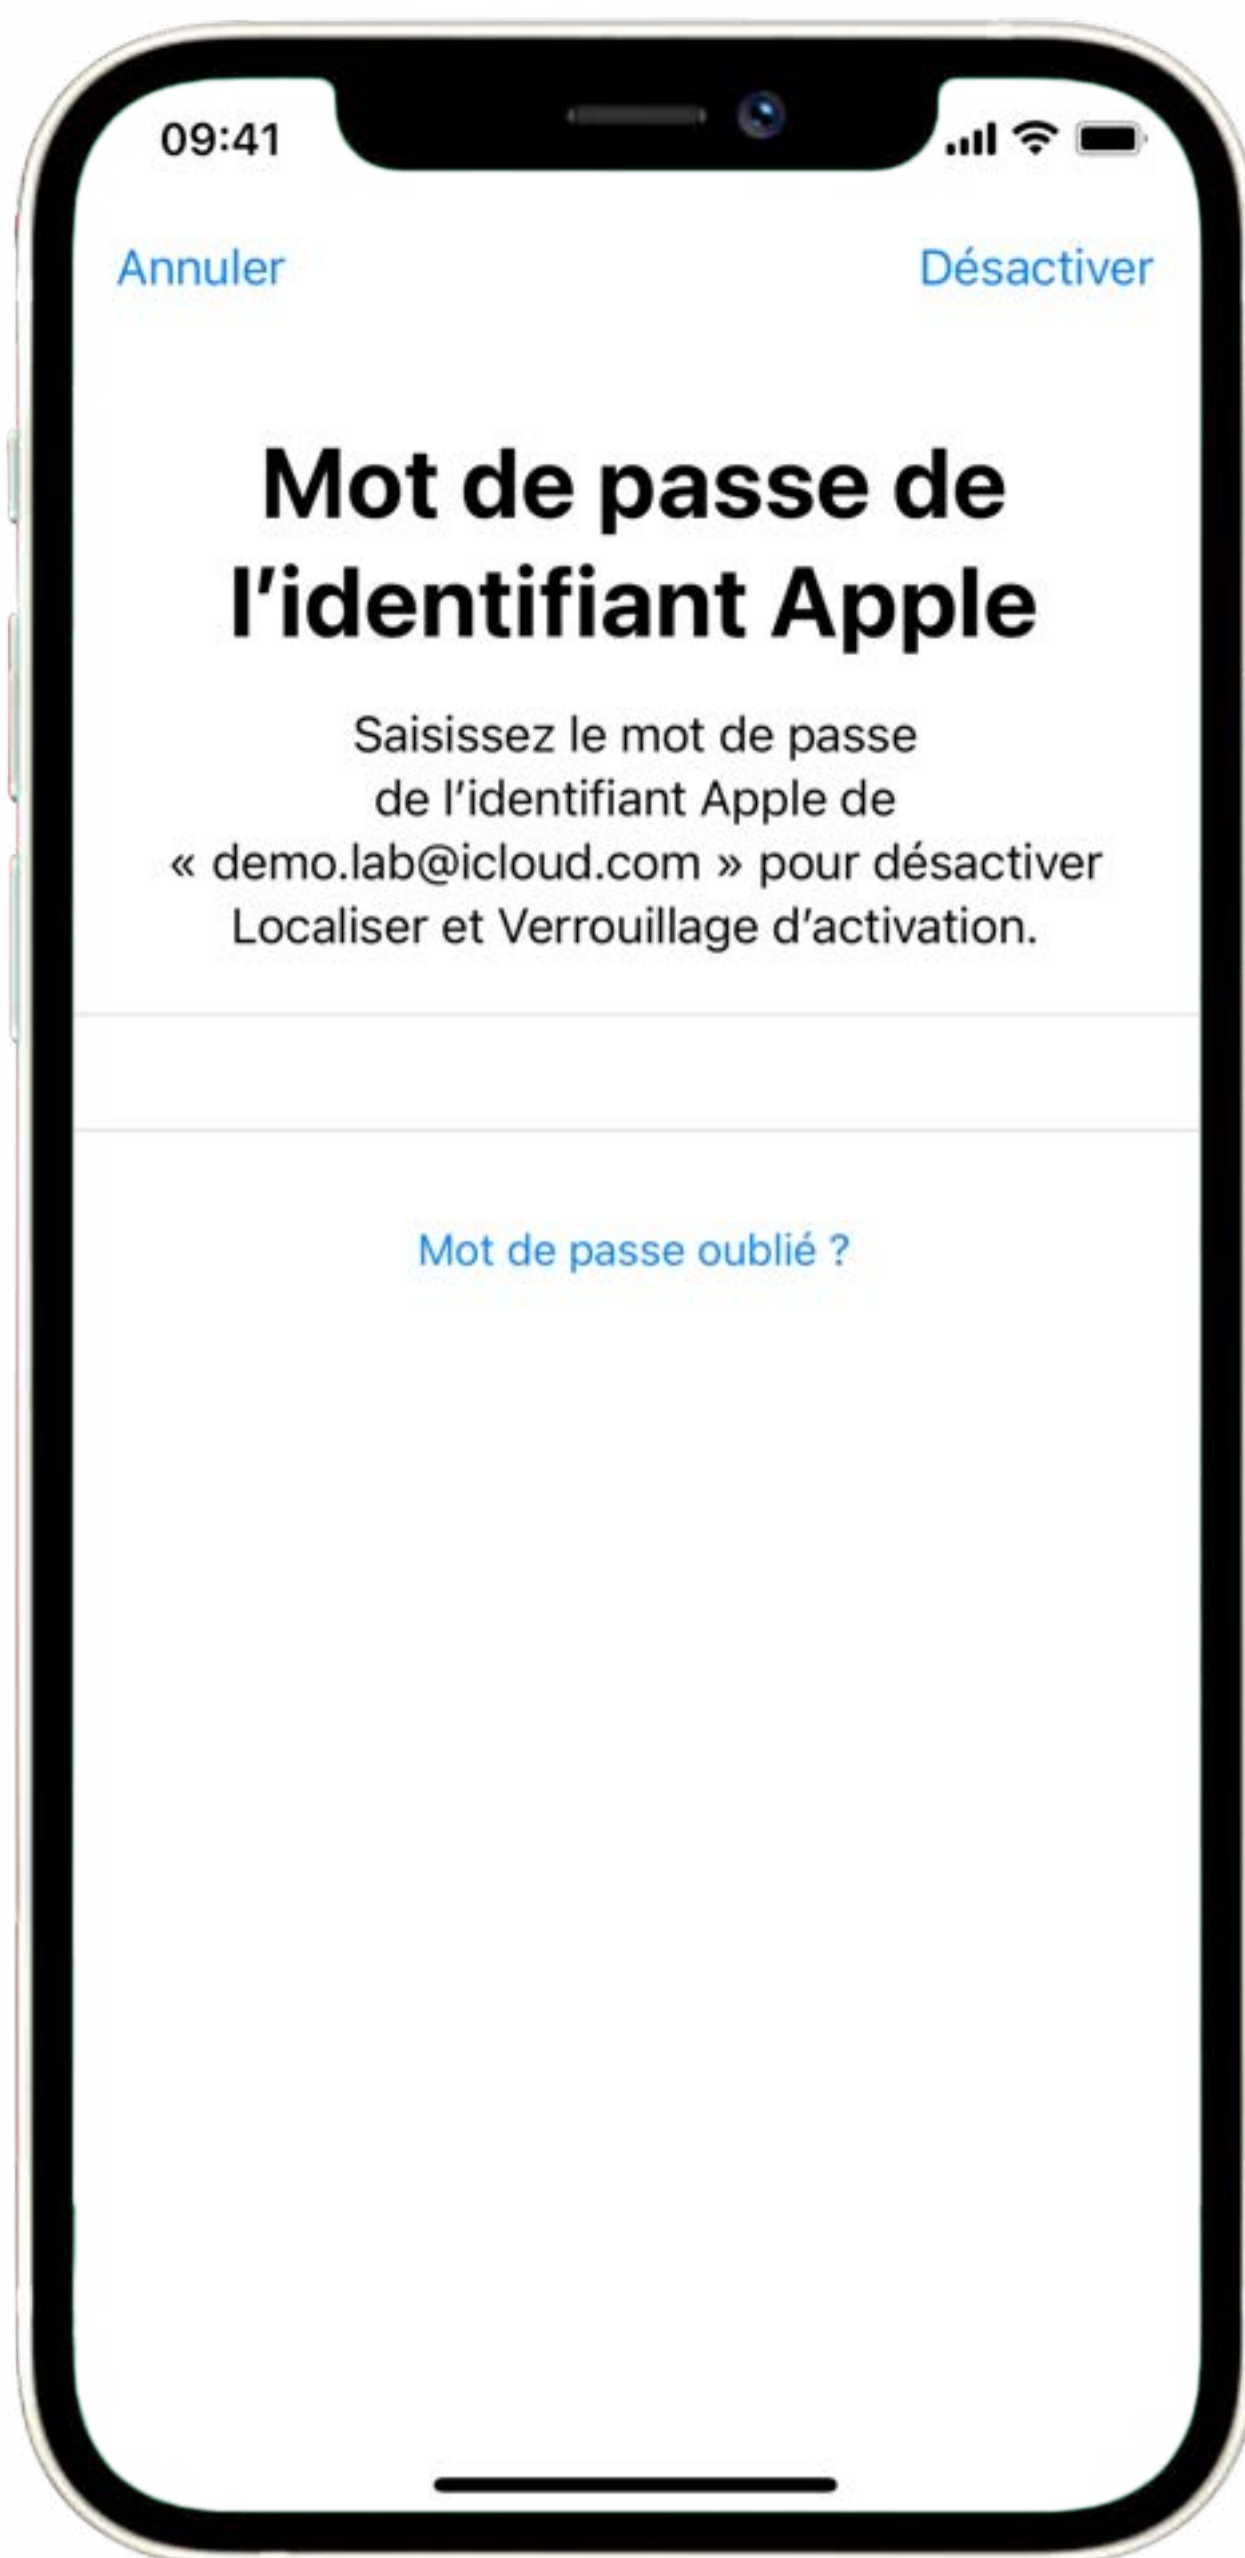 09:41
Annuler
Désactiver
Mot de passe de
l’identifiant Apple
Saisissez le mot de passe
de l’identifiant Apple de
« demo.lab@icloud.com » pour désactiver
Localiser et Verrouillage d’activation.
Mot de passe oublié ?